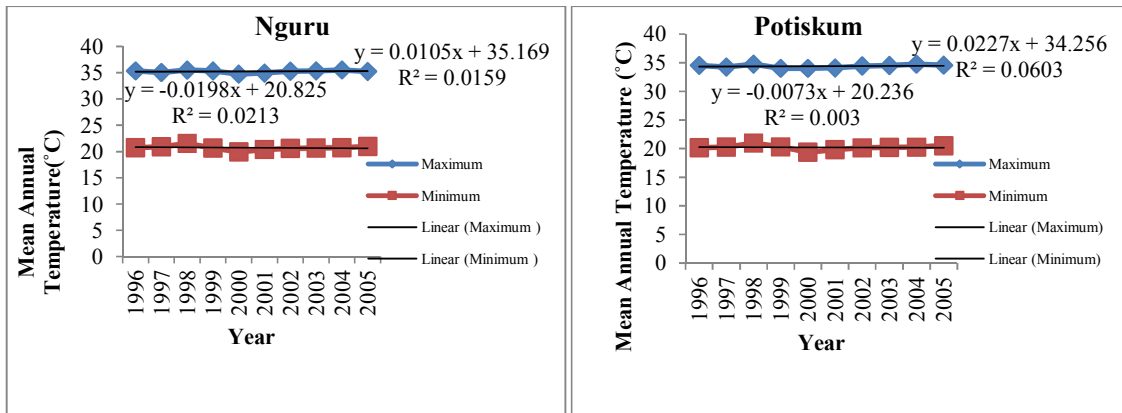 Nguru
y = 0.0105x + 35.169
R² = 0.0159
y = -0.0198x + 20.825
R² = 0.0213
Mean Annual
Temperature(˚C)
40
35
30
25
20
15
10
5
0
1996
1997
1998
1999
2000
2001
2002
2003
2004
2005
Year
Maximum
Minimum
Linear (Maximum )
Linear (Minimum )
Potiskum
y = 0.0227x + 34.256
R² = 0.0603
y = -0.0073x + 20.236
R² = 0.003
Mean Annual Temperature (˚C)
40
35
30
25
20
15
10
5
0
1996
1997
1998
1999
2000
2001
2002
2003
2004
2005
Year
Maximum
Minimum
Linear (Maximum)
Linear (Minimum)